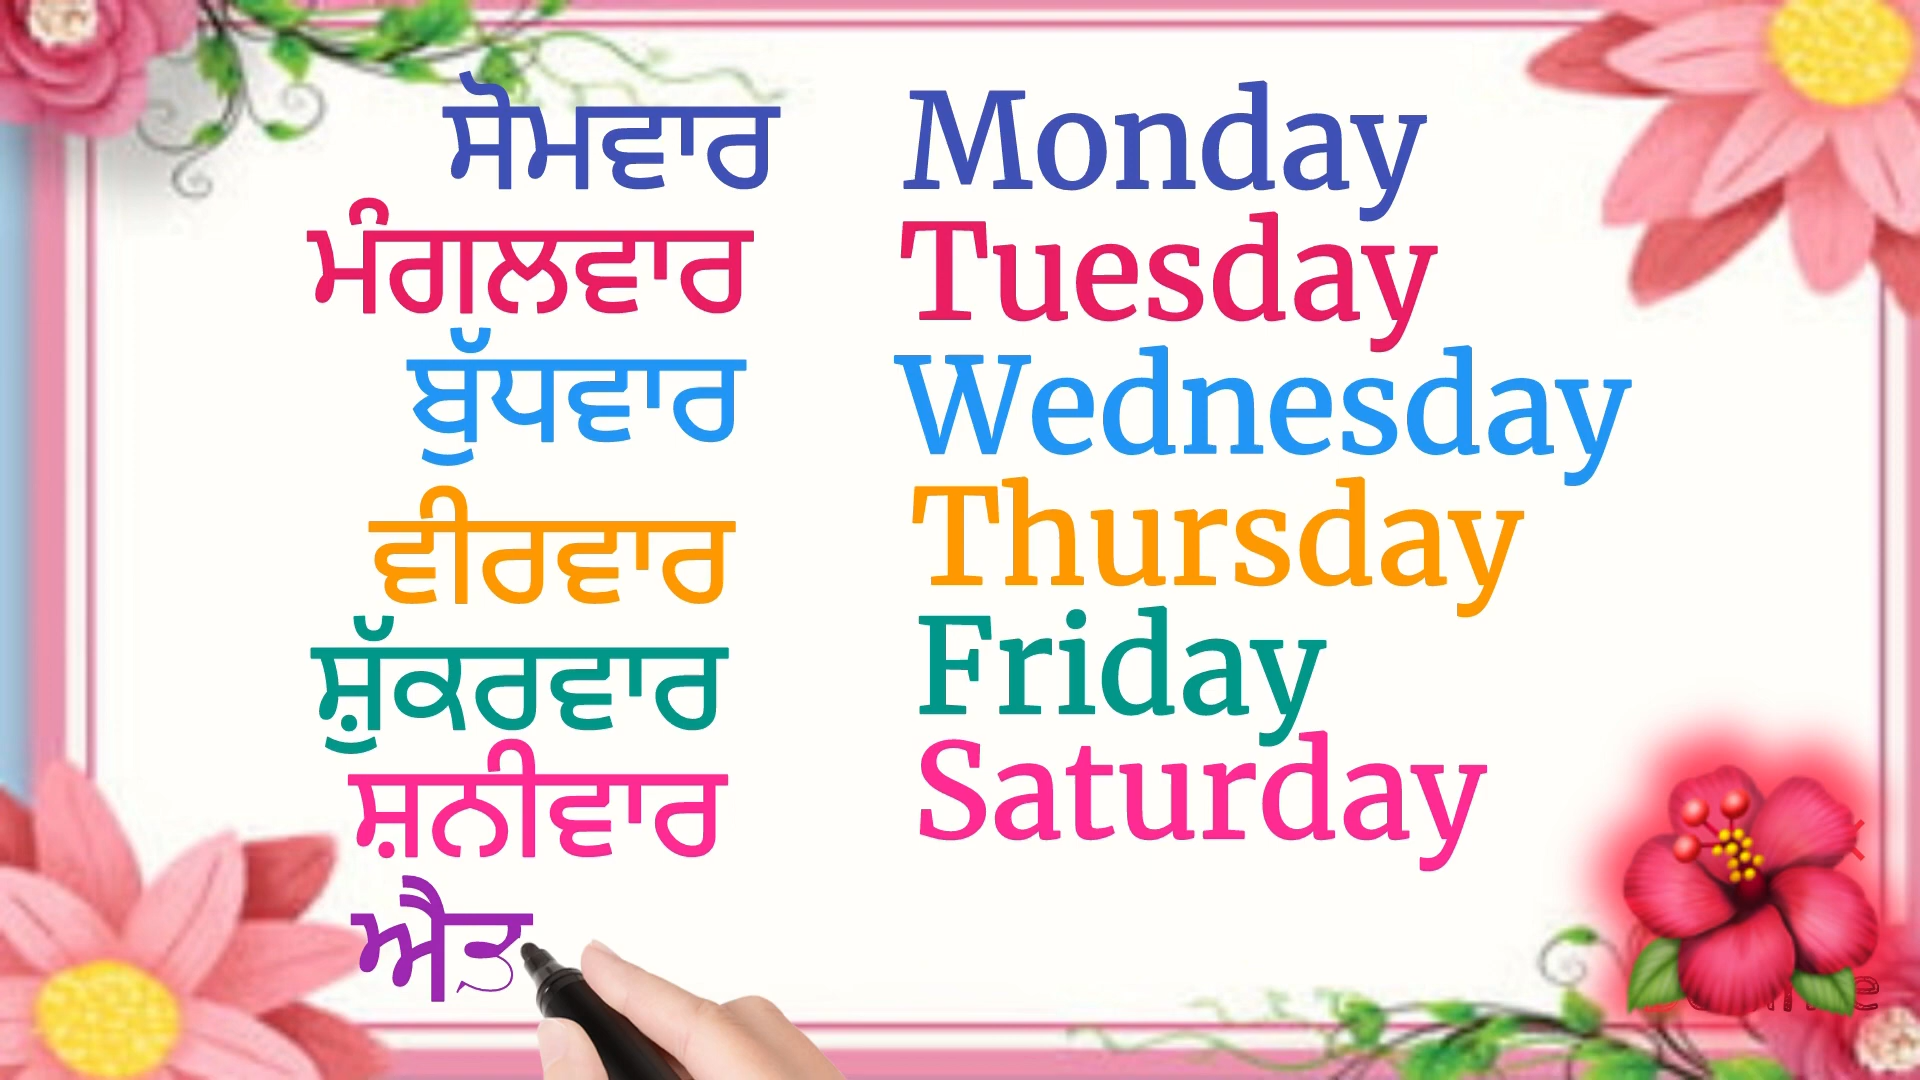 ਸੋਮਵਾਰ Monday
ਮੰਗਲਵਾਰ Tuesday
ਬੁੱਧਵਾਰ Wednesday
ਵੀਰਵਾਰ Thursday
ਸ਼ੁੱਕਰਵਾਰ Friday
ਸ਼ਨੀਵਾਰ Saturday
ਐਤ